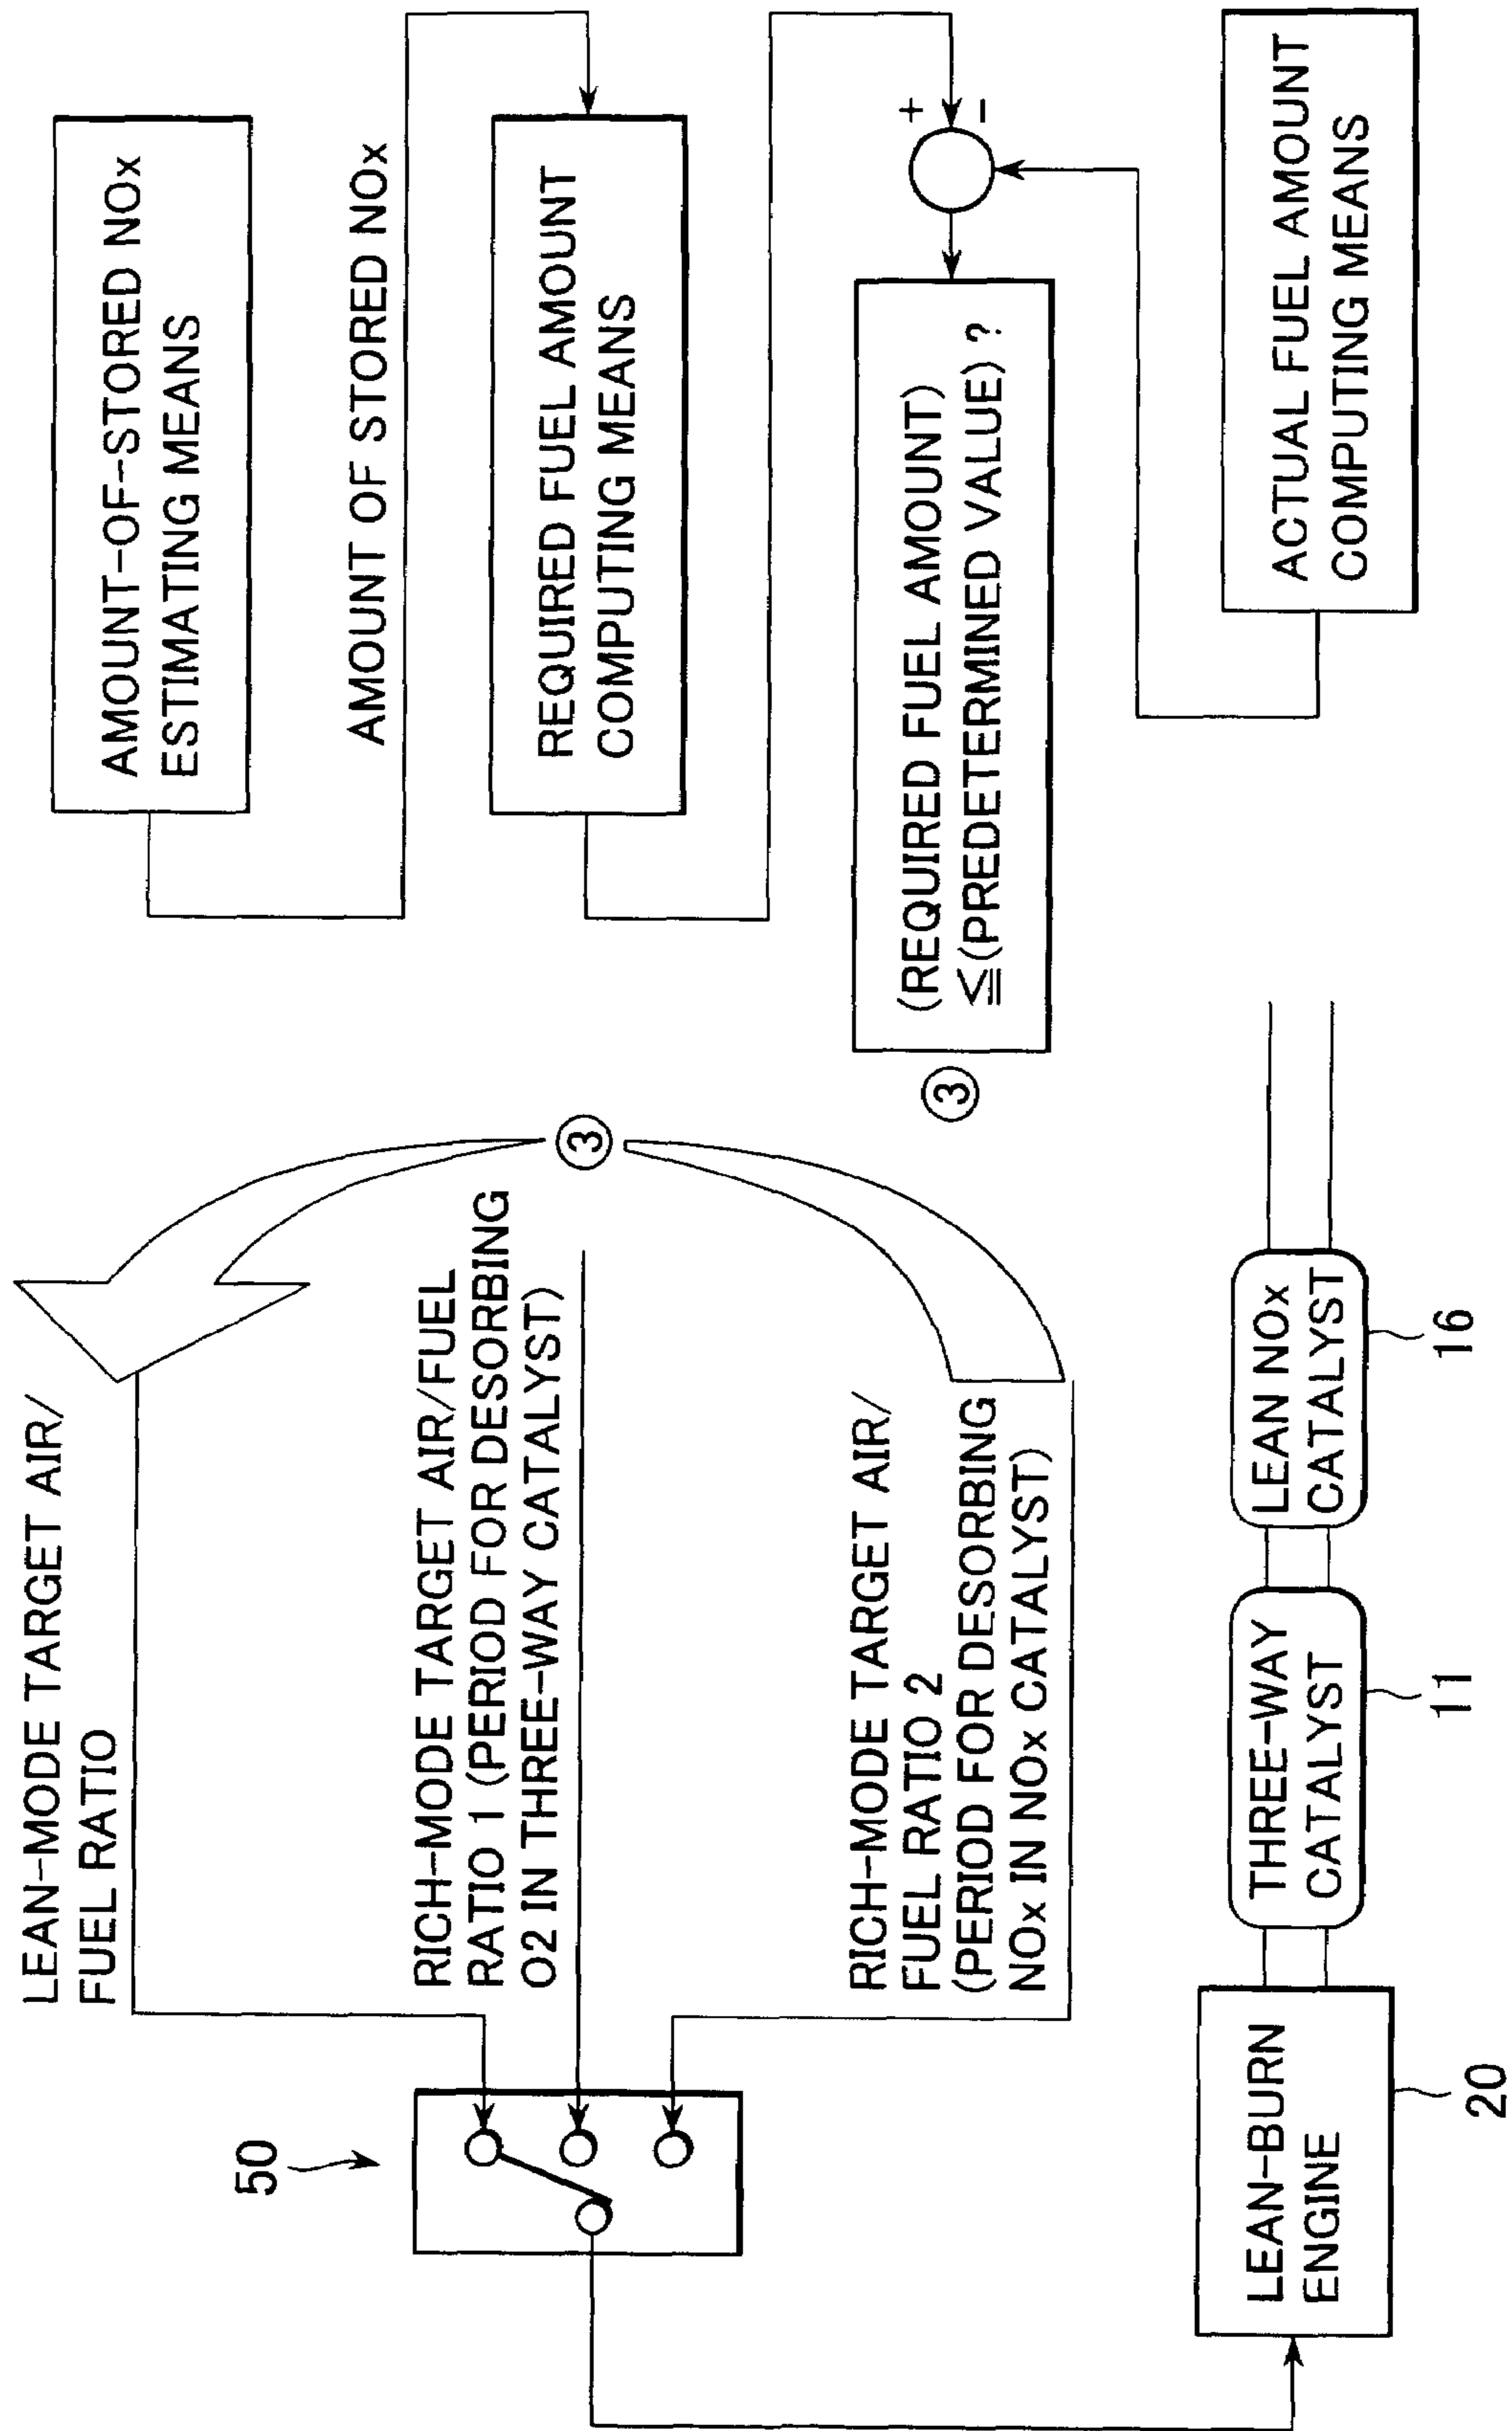 LEAN-MODE TARGET AIR/
FUEL RATIO
RICH-MODE TARGET AIR/FUEL
RATIO 1 (PERIOD FOR DESORBING
O2 IN THREE-WAY CATALYST)
RICH-MODE TARGET AIR/
FUEL RATIO 2
(PERIOD FOR DESORBING
NOx IN NOx CATALYST)
50
③
AMOUNT-OF-STORED NOx
ESTIMATING MEANS
AMOUNT OF STORED NOx
REQUIRED FUEL AMOUNT
COMPUTING MEANS
+
−
(REQUIRED FUEL AMOUNT)
≦(PREDETERMINED VALUE) ?
③
ACTUAL FUEL AMOUNT
COMPUTING MEANS
LEAN-BURN
ENGINE
20
THREE-WAY
CATALYST
11
LEAN NOx
CATALYST
16